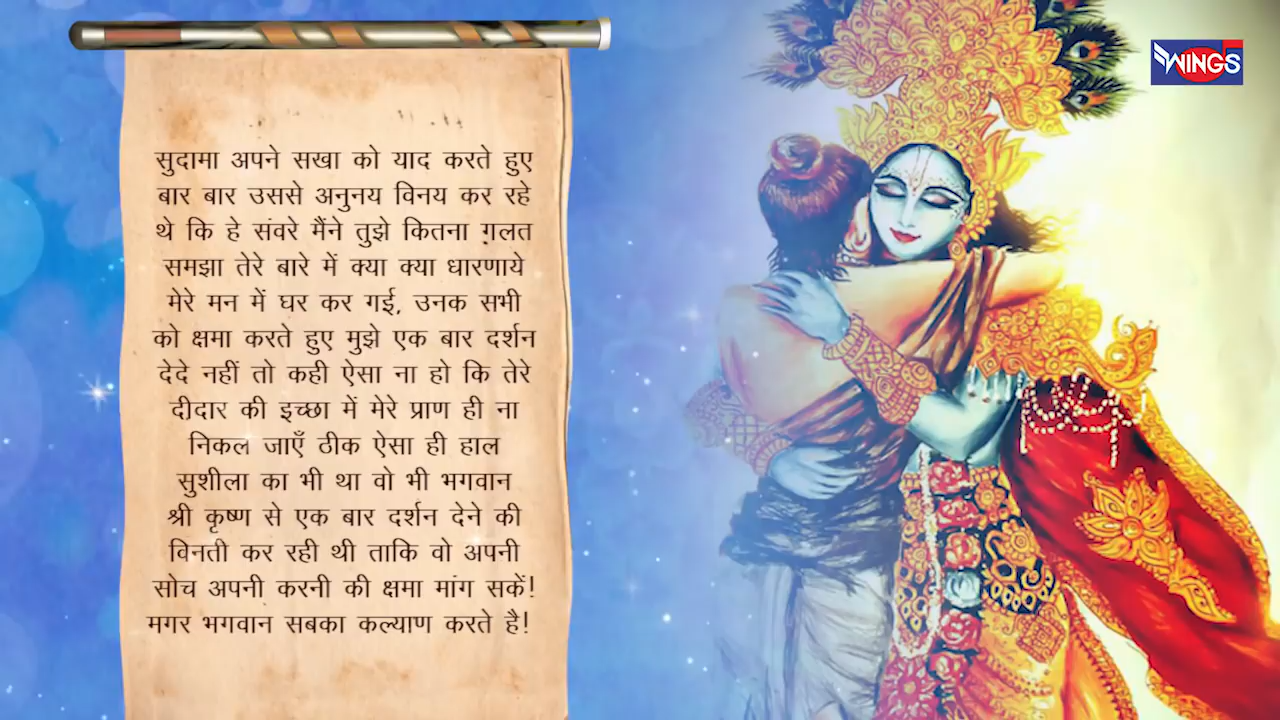 WINGS
सुदामा अपने सखा को याद करते हुए
बार बार उससे अनुनय विनय कर रहे
थे कि हे संवरे मैंने तुझे कितना ग़लत
समझा तेरे बारे में क्या क्या धारणाये
मेरे मन में घर कर गई, उनक सभी
को क्षमा करते हुए मुझे एक बार दर्शन
देदे नहीं तो कही ऐसा ना हो कि तेरे
दीदार की इच्छा में मेरे प्राण ही ना
निकल जाएँ ठीक ऐसा ही हाल
सुशीला का भी था वो भी भगवान
श्री कृष्ण से एक बार दर्शन देने की
विनती कर रही थी ताकि वो अपनी
सोच अपनी करनी की क्षमा मांग सकें!
मगर भगवान सबका कल्याण करते है!